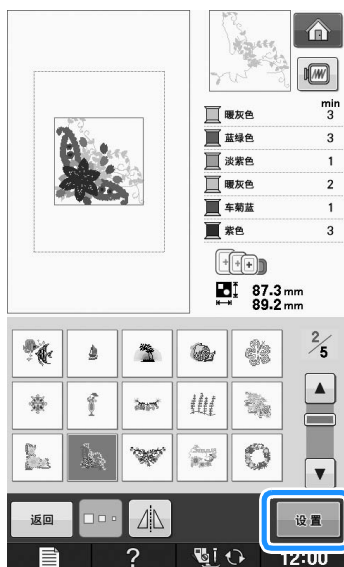 min
暖灰色 3
蓝绿色 3
淡紫色 1
暖灰色 2
车菊蓝 1
紫色 3
87.3 mm
89.2 mm
2/5
返回
设置
?
12:00